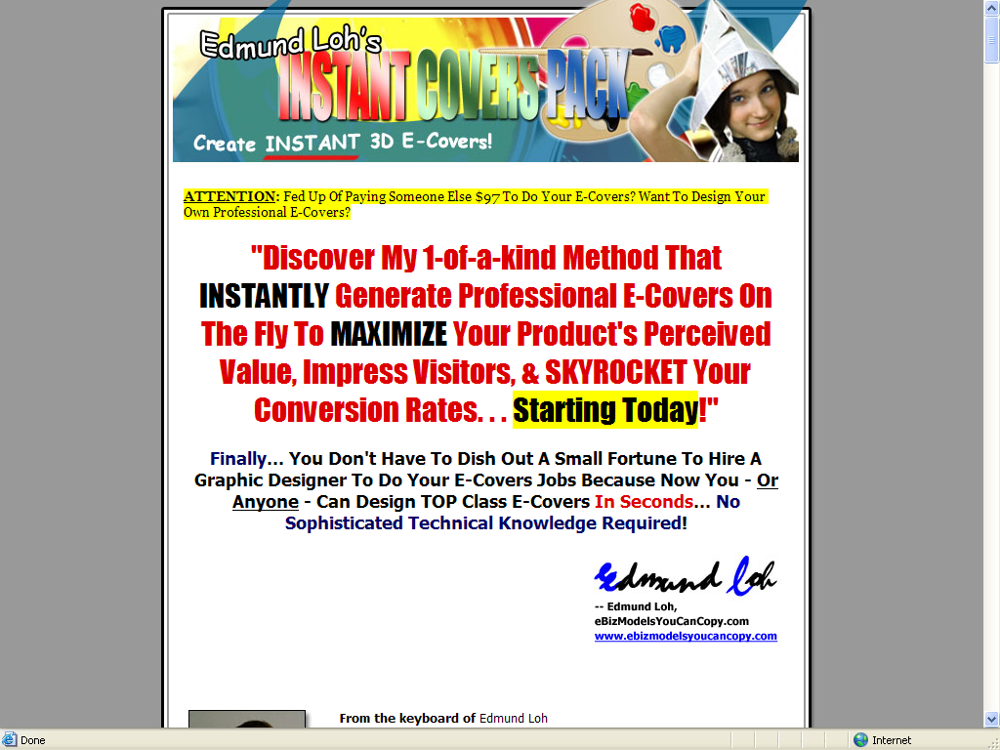 Edmund Loh's
INSTANT COVERS PACK
Create INSTANT 3D E-Covers!
ATTENTION: Fed Up Of Paying Someone Else $97 To Do Your E-Covers? Want To Design Your
Own Professional E-Covers?
"Discover My 1-of-a-kind Method That
INSTANTLY Generate Professional E-Covers On
The Fly To MAXIMIZE Your Product's Perceived
Value, Impress Visitors, & SKYROCKET Your
Conversion Rates. . . Starting Today!"
Finally... You Don't Have To Dish Out A Small Fortune To Hire A
Graphic Designer To Do Your E-Covers Jobs Because Now You - Or
Anyone - Can Design TOP Class E-Covers In Seconds... No
Sophisticated Technical Knowledge Required!
Edmund Loh
-- Edmund Loh,
eBizModelsYouCanCopy.com
www.ebizmodelsyoucancopy.com
From the keyboard of Edmund Loh
Done
Internet